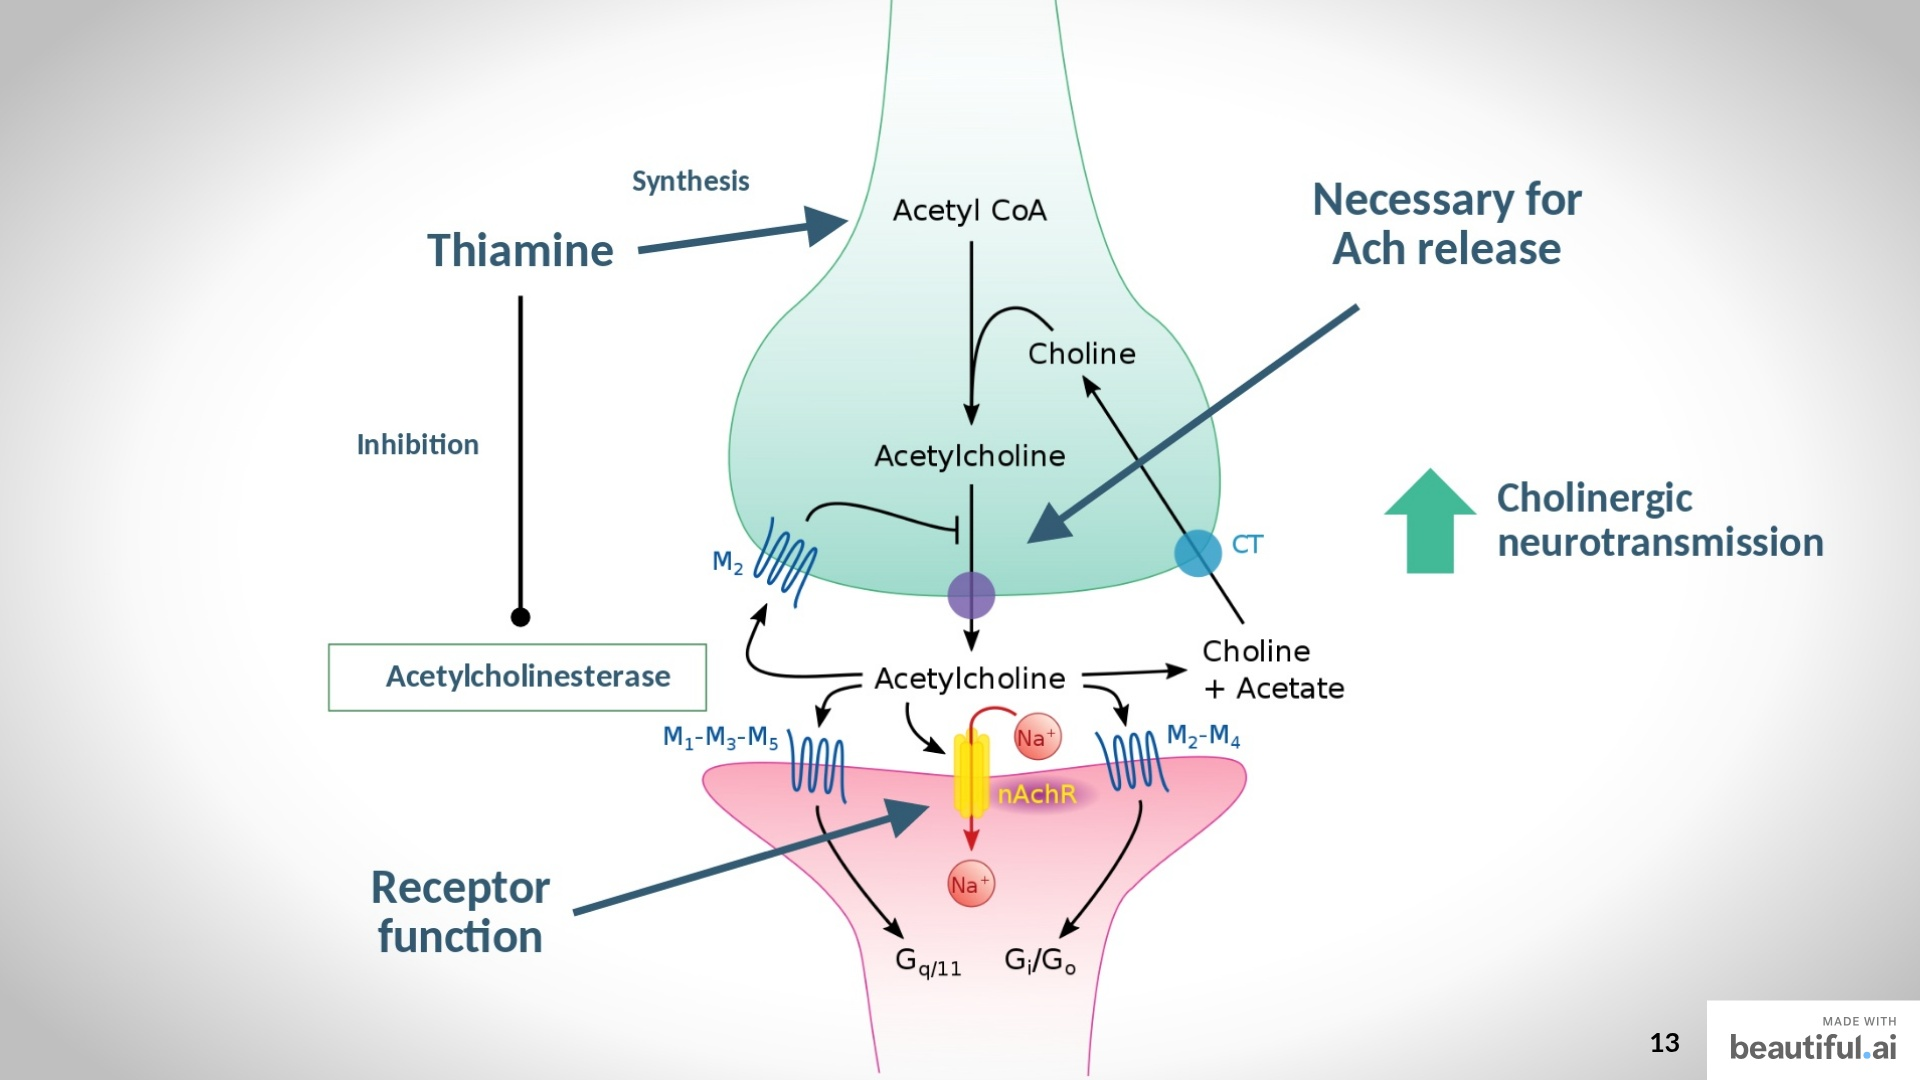 Synthesis
Thiamine
Acetyl CoA
Necessary for
Ach release
Choline
Inhibition
Acetylcholine
Cholinergic
neurotransmission
M₂
CT
Acetylcholinesterase
Acetylcholine
Choline
+ Acetate
M₁-M₃-M₅
Na⁺
M₂-M₄
nAchR
Na⁺
Receptor
function
Gq/11
Gi/Go
13
MADE WITH
beautiful.ai